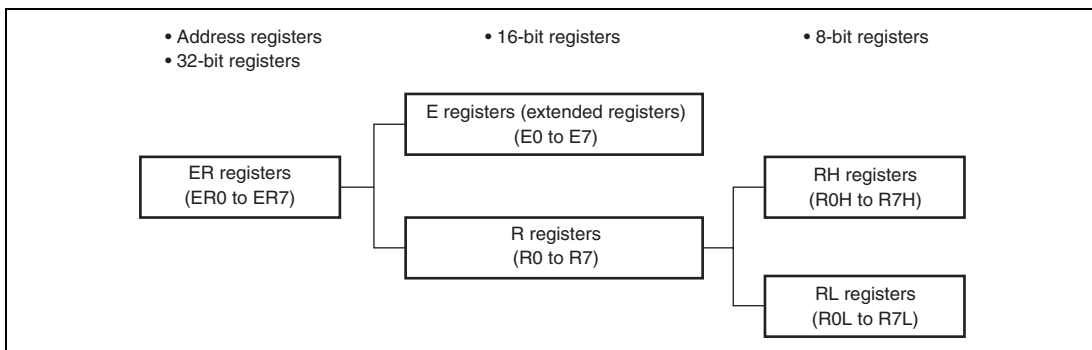 • Address registers
• 32-bit registers
• 16-bit registers
• 8-bit registers
E registers (extended registers)
(E0 to E7)
ER registers
(ER0 to ER7)
RH registers
(R0H to R7H)
R registers
(R0 to R7)
RL registers
(R0L to R7L)